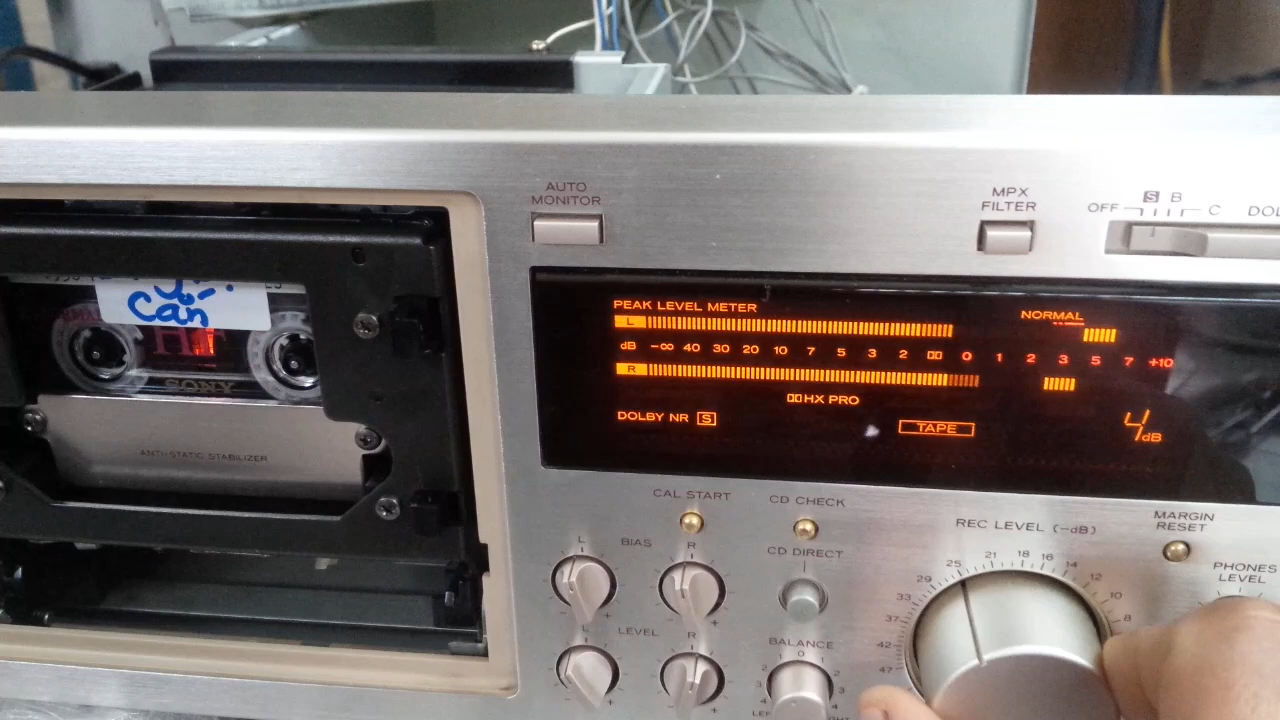 AUTO
MONITOR
MPX
FILTER
OFF S B C
Can
HF
SONY
ANTI-STATIC STABILIZER
PEAK LEVEL METER
NORMAL
L
dB -∞ 40 30 20 10 7 5 3 2 0 1 2 3 5 7 +10
R
HX PRO
DOLBY NR S
TAPE
4dB
CAL START
CD CHECK
L BIAS R
CD DIRECT
REC LEVEL (-dB)
MARGIN
RESET
47 42 37 33 29 25 21 18 16 14 12 10 8
PHONES
LEVEL
L LEVEL R
BALANCE
0